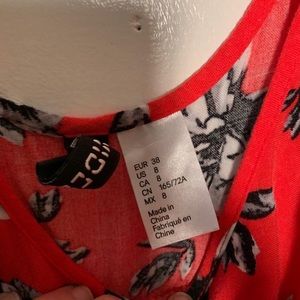 EUR 38
US 8
CA 8
CN 165/72A
MX 8
Made in
China
Fabriqué en
Chine